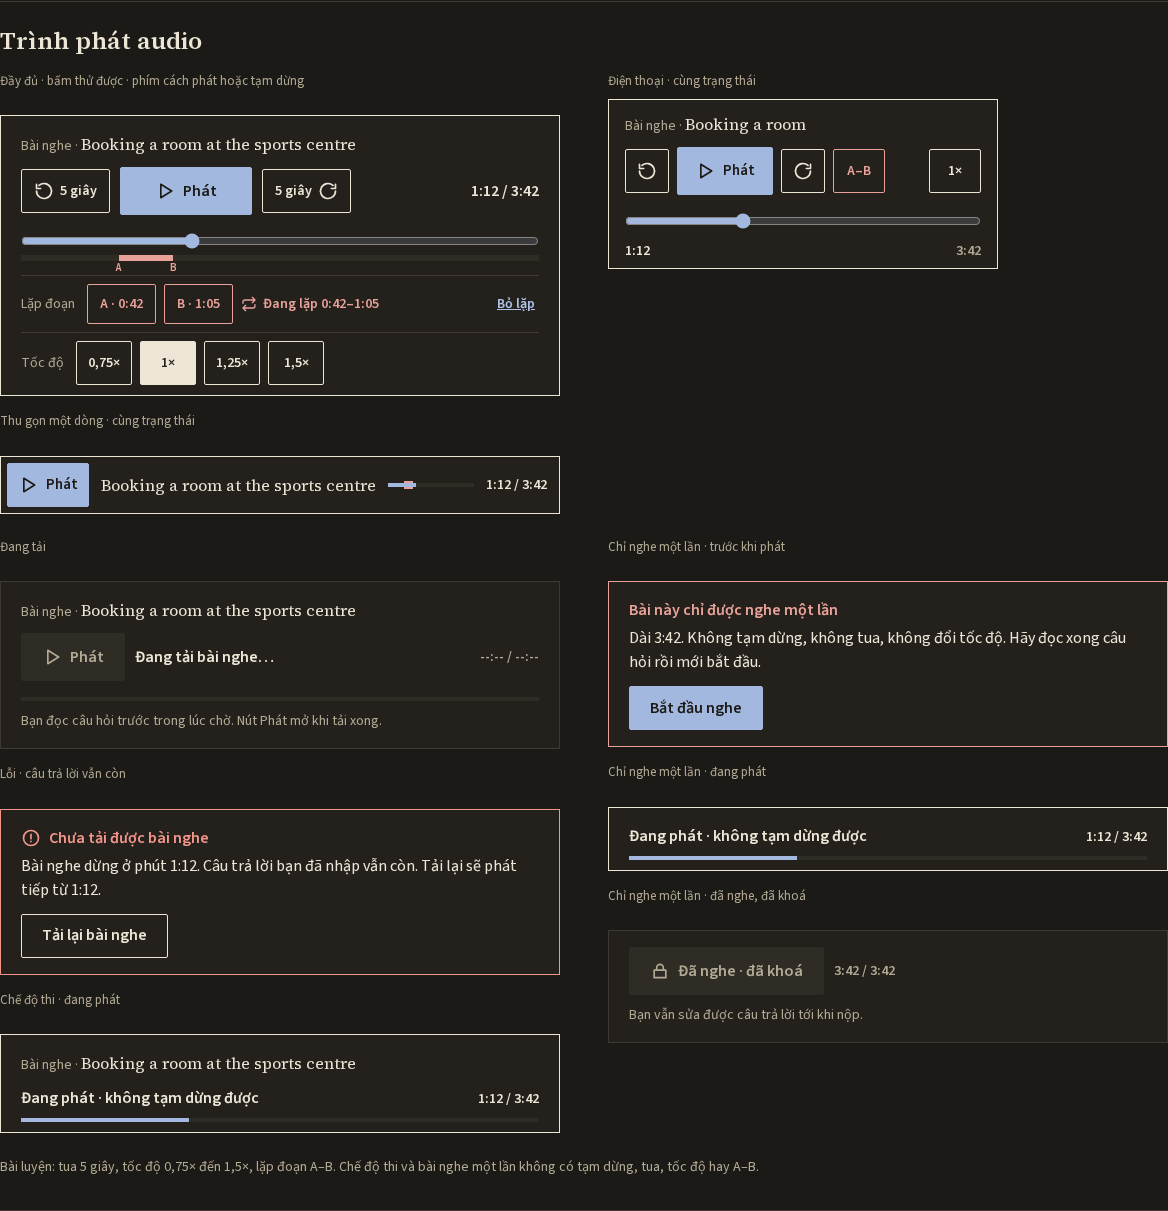 Trình phát audio
Đầy đủ · bấm thử được · phím cách phát hoặc tạm dừng
Bài nghe · Booking a room at the sports centre
5 giây
Phát
5 giây
1:12 / 3:42
A
B
Lặp đoạn
A · 0:42
B · 1:05
Đang lặp 0:42–1:05
Bỏ lặp
Tốc độ
0,75×
1×
1,25×
1,5×
Điện thoại · cùng trạng thái
Bài nghe · Booking a room
Phát
A–B
1×
1:12
3:42
Thu gọn một dòng · cùng trạng thái
Phát
Booking a room at the sports centre
1:12 / 3:42
Đang tải
Bài nghe · Booking a room at the sports centre
Phát
Đang tải bài nghe…
--:-- / --:--
Bạn đọc câu hỏi trước trong lúc chờ. Nút Phát mở khi tải xong.
Lỗi · câu trả lời vẫn còn
Chưa tải được bài nghe
Bài nghe dừng ở phút 1:12. Câu trả lời bạn đã nhập vẫn còn. Tải lại sẽ phát
tiếp từ 1:12.
Tải lại bài nghe
Chế độ thi · đang phát
Bài nghe · Booking a room at the sports centre
Đang phát · không tạm dừng được
1:12 / 3:42
Chỉ nghe một lần · trước khi phát
Bài này chỉ được nghe một lần
Dài 3:42. Không tạm dừng, không tua, không đổi tốc độ. Hãy đọc xong câu
hỏi rồi mới bắt đầu.
Bắt đầu nghe
Chỉ nghe một lần · đang phát
Đang phát · không tạm dừng được
1:12 / 3:42
Chỉ nghe một lần · đã nghe, đã khoá
Đã nghe · đã khoá
3:42 / 3:42
Bạn vẫn sửa được câu trả lời tới khi nộp.
Bài luyện: tua 5 giây, tốc độ 0,75× đến 1,5×, lặp đoạn A–B. Chế độ thi và bài nghe một lần không có tạm dừng, tua, tốc độ hay A–B.